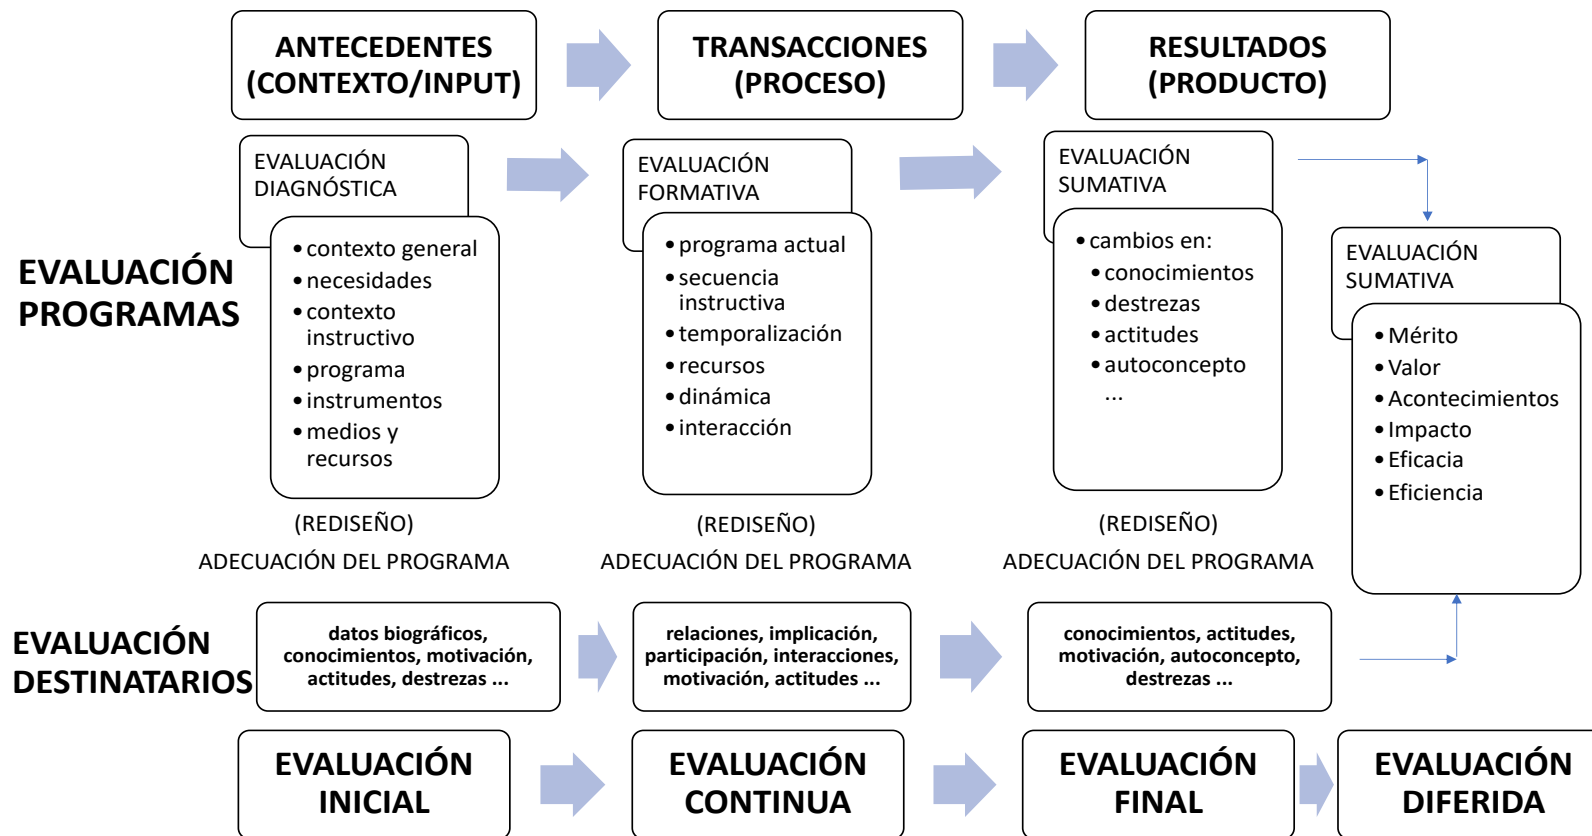 ANTECEDENTES
(CONTEXTO/INPUT)
TRANSACCIONES
(PROCESO)
RESULTADOS
(PRODUCTO)
EVALUACIÓN
PROGRAMAS
EVALUACIÓN
DIAGNÓSTICA
• contexto general
• necesidades
• contexto
instructivo
• programa
• instrumentos
• medios y
recursos
EVALUACIÓN
FORMATIVA
• programa actual
• secuencia
instructiva
• temporalización
• recursos
• dinámica
• interacción
EVALUACIÓN
SUMATIVA
• cambios en:
• conocimientos
• destrezas
• actitudes
• autoconcepto
...
EVALUACIÓN
SUMATIVA
• Mérito
• Valor
• Acontecimientos
• Impacto
• Eficacia
• Eficiencia
(REDISEÑO)
ADECUACIÓN DEL PROGRAMA
(REDISEÑO)
ADECUACIÓN DEL PROGRAMA
(REDISEÑO)
ADECUACIÓN DEL PROGRAMA
EVALUACIÓN
DESTINATARIOS
datos biográficos,
conocimientos, motivación,
actitudes, destrezas ...
relaciones, implicación,
participación, interacciones,
motivación, actitudes ...
conocimientos, actitudes,
motivación, autoconcepto,
destrezas ...
EVALUACIÓN
INICIAL
EVALUACIÓN
CONTINUA
EVALUACIÓN
FINAL
EVALUACIÓN
DIFERIDA